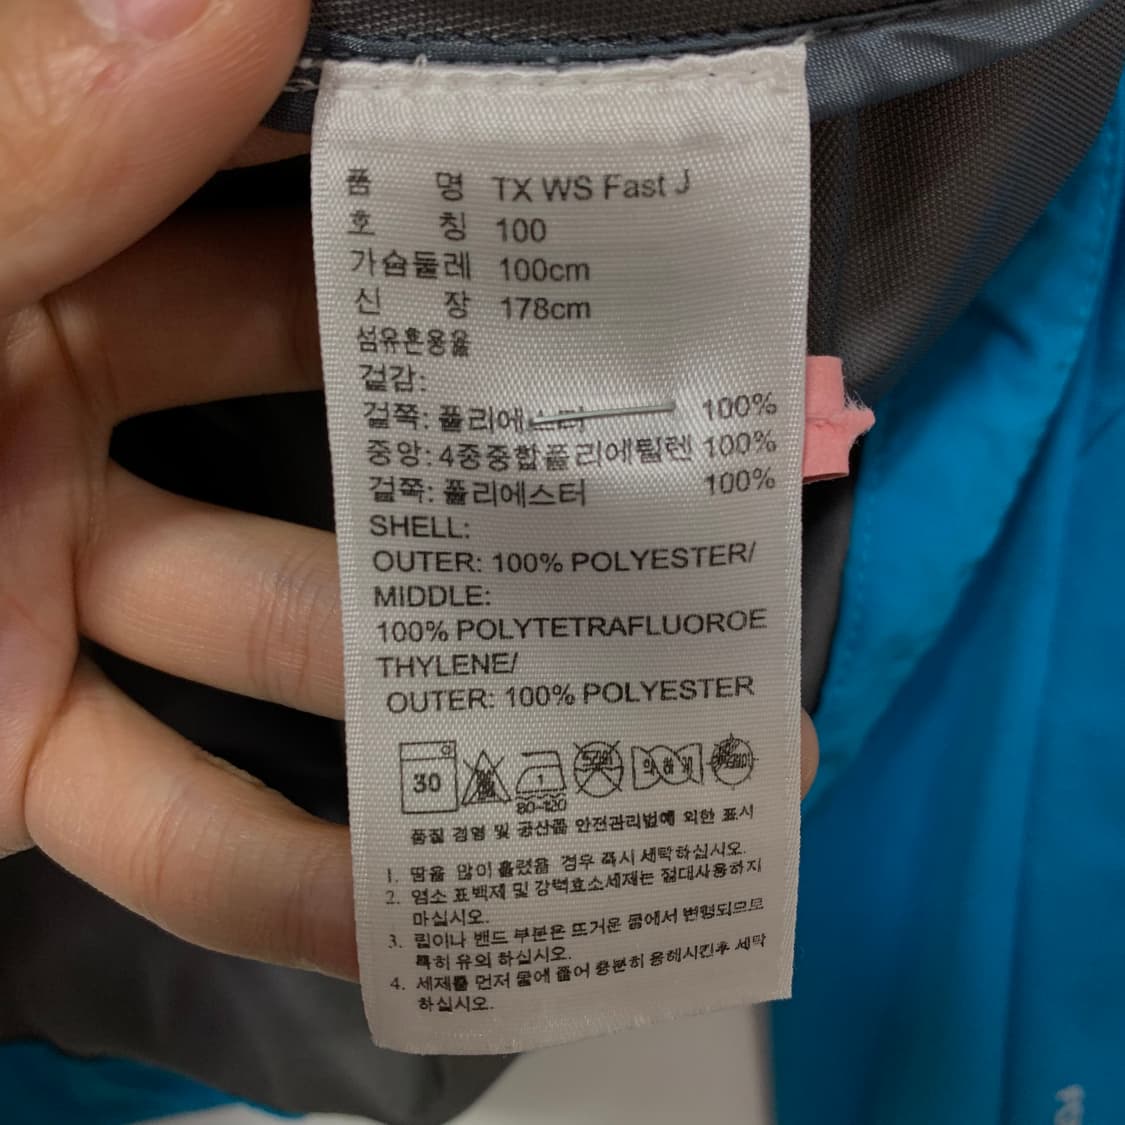 품 명 TX WS Fast J
호 칭 100
가슴둘레 100cm
신 장 178cm
섬유혼용율
겉감:
겉쪽: 폴리에스터 100%
중앙: 4중중합폴리에틸렌 100%
겉쪽: 폴리에스터 100%
SHELL:
OUTER: 100% POLYESTER/
MIDDLE:
100% POLYTETRAFLUOROE
THYLENE/
OUTER: 100% POLYESTER
30 1 80-120
품질 경영 및 공산품 안전관리법에 의한 표시
1. 땀을 많이 흘렸을 경우 즉시 세탁하십시오.
2. 염소 표백제 및 강력효소세제는 절대사용하지
마십시오.
3. 립이나 밴드 부분은 뜨거운 물에서 변형되므로
특히 유의 하십시오.
4. 세제를 먼저 물에 풀어 충분히 용해시킨후 세탁
하십시오.